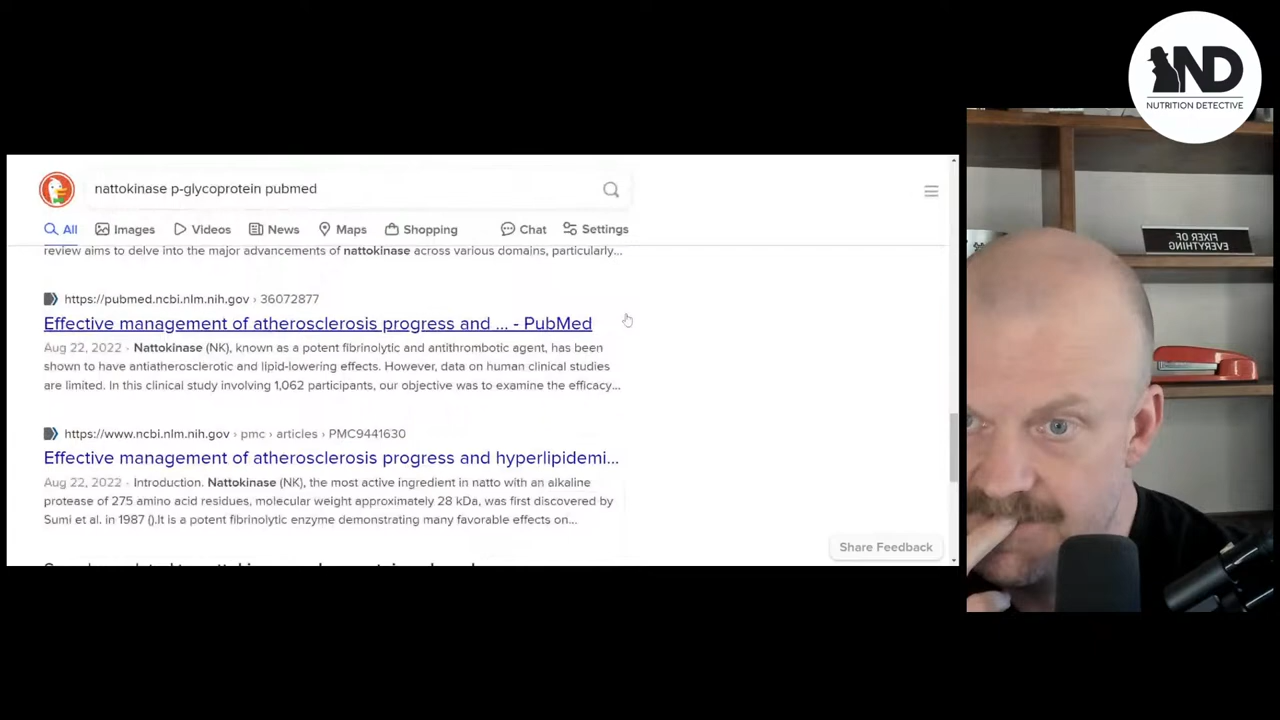 ND
NUTRITION DETECTIVE
nattokinase p-glycoprotein pubmed
All Images Videos News Maps Shopping Chat Settings
review aims to delve into the major advancements of nattokinase across various domains, particularly...
https://pubmed.ncbi.nlm.nih.gov › 36072877
Effective management of atherosclerosis progress and ... - PubMed
Aug 22, 2022 · Nattokinase (NK), known as a potent fibrinolytic and antithrombotic agent, has been
shown to have antiatherosclerotic and lipid-lowering effects. However, data on human clinical studies
are limited. In this clinical study involving 1,062 participants, our objective was to examine the efficacy...
https://www.ncbi.nlm.nih.gov › pmc › articles › PMC9441630
Effective management of atherosclerosis progress and hyperlipidemi...
Aug 22, 2022 · Introduction. Nattokinase (NK), the most active ingredient in natto with an alkaline
protease of 275 amino acid residues, molecular weight approximately 28 kDa, was first discovered by
Sumi et al. in 1987 ().It is a potent fibrinolytic enzyme demonstrating many favorable effects on...
Share Feedback
FIXER OF
EVERYTHING